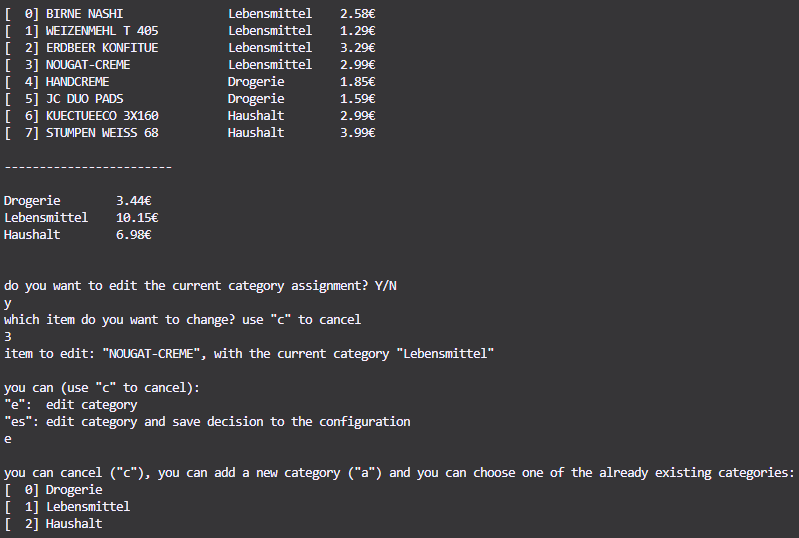 [  0] BIRNE NASHI               Lebensmittel    2.58€
[  1] WEIZENMEHL T 405          Lebensmittel    1.29€
[  2] ERDBEER KONFITUE          Lebensmittel    3.29€
[  3] NOUGAT-CREME              Lebensmittel    2.99€
[  4] HANDCREME                 Drogerie        1.85€
[  5] JC DUO PADS               Drogerie        1.59€
[  6] KUECTUEECO 3X160          Haushalt        2.99€
[  7] STUMPEN WEISS 68          Haushalt        3.99€
------------------------
Drogerie        3.44€
Lebensmittel    10.15€
Haushalt        6.98€
do you want to edit the current category assignment? Y/N
y
which item do you want to change? use "c" to cancel
3
item to edit: "NOUGAT-CREME", with the current category "Lebensmittel"
you can (use "c" to cancel):
"e":  edit category
"es": edit category and save decision to the configuration
e
you can cancel ("c"), you can add a new category ("a") and you can choose one of the already existing categories:
[  0] Drogerie
[  1] Lebensmittel
[  2] Haushalt